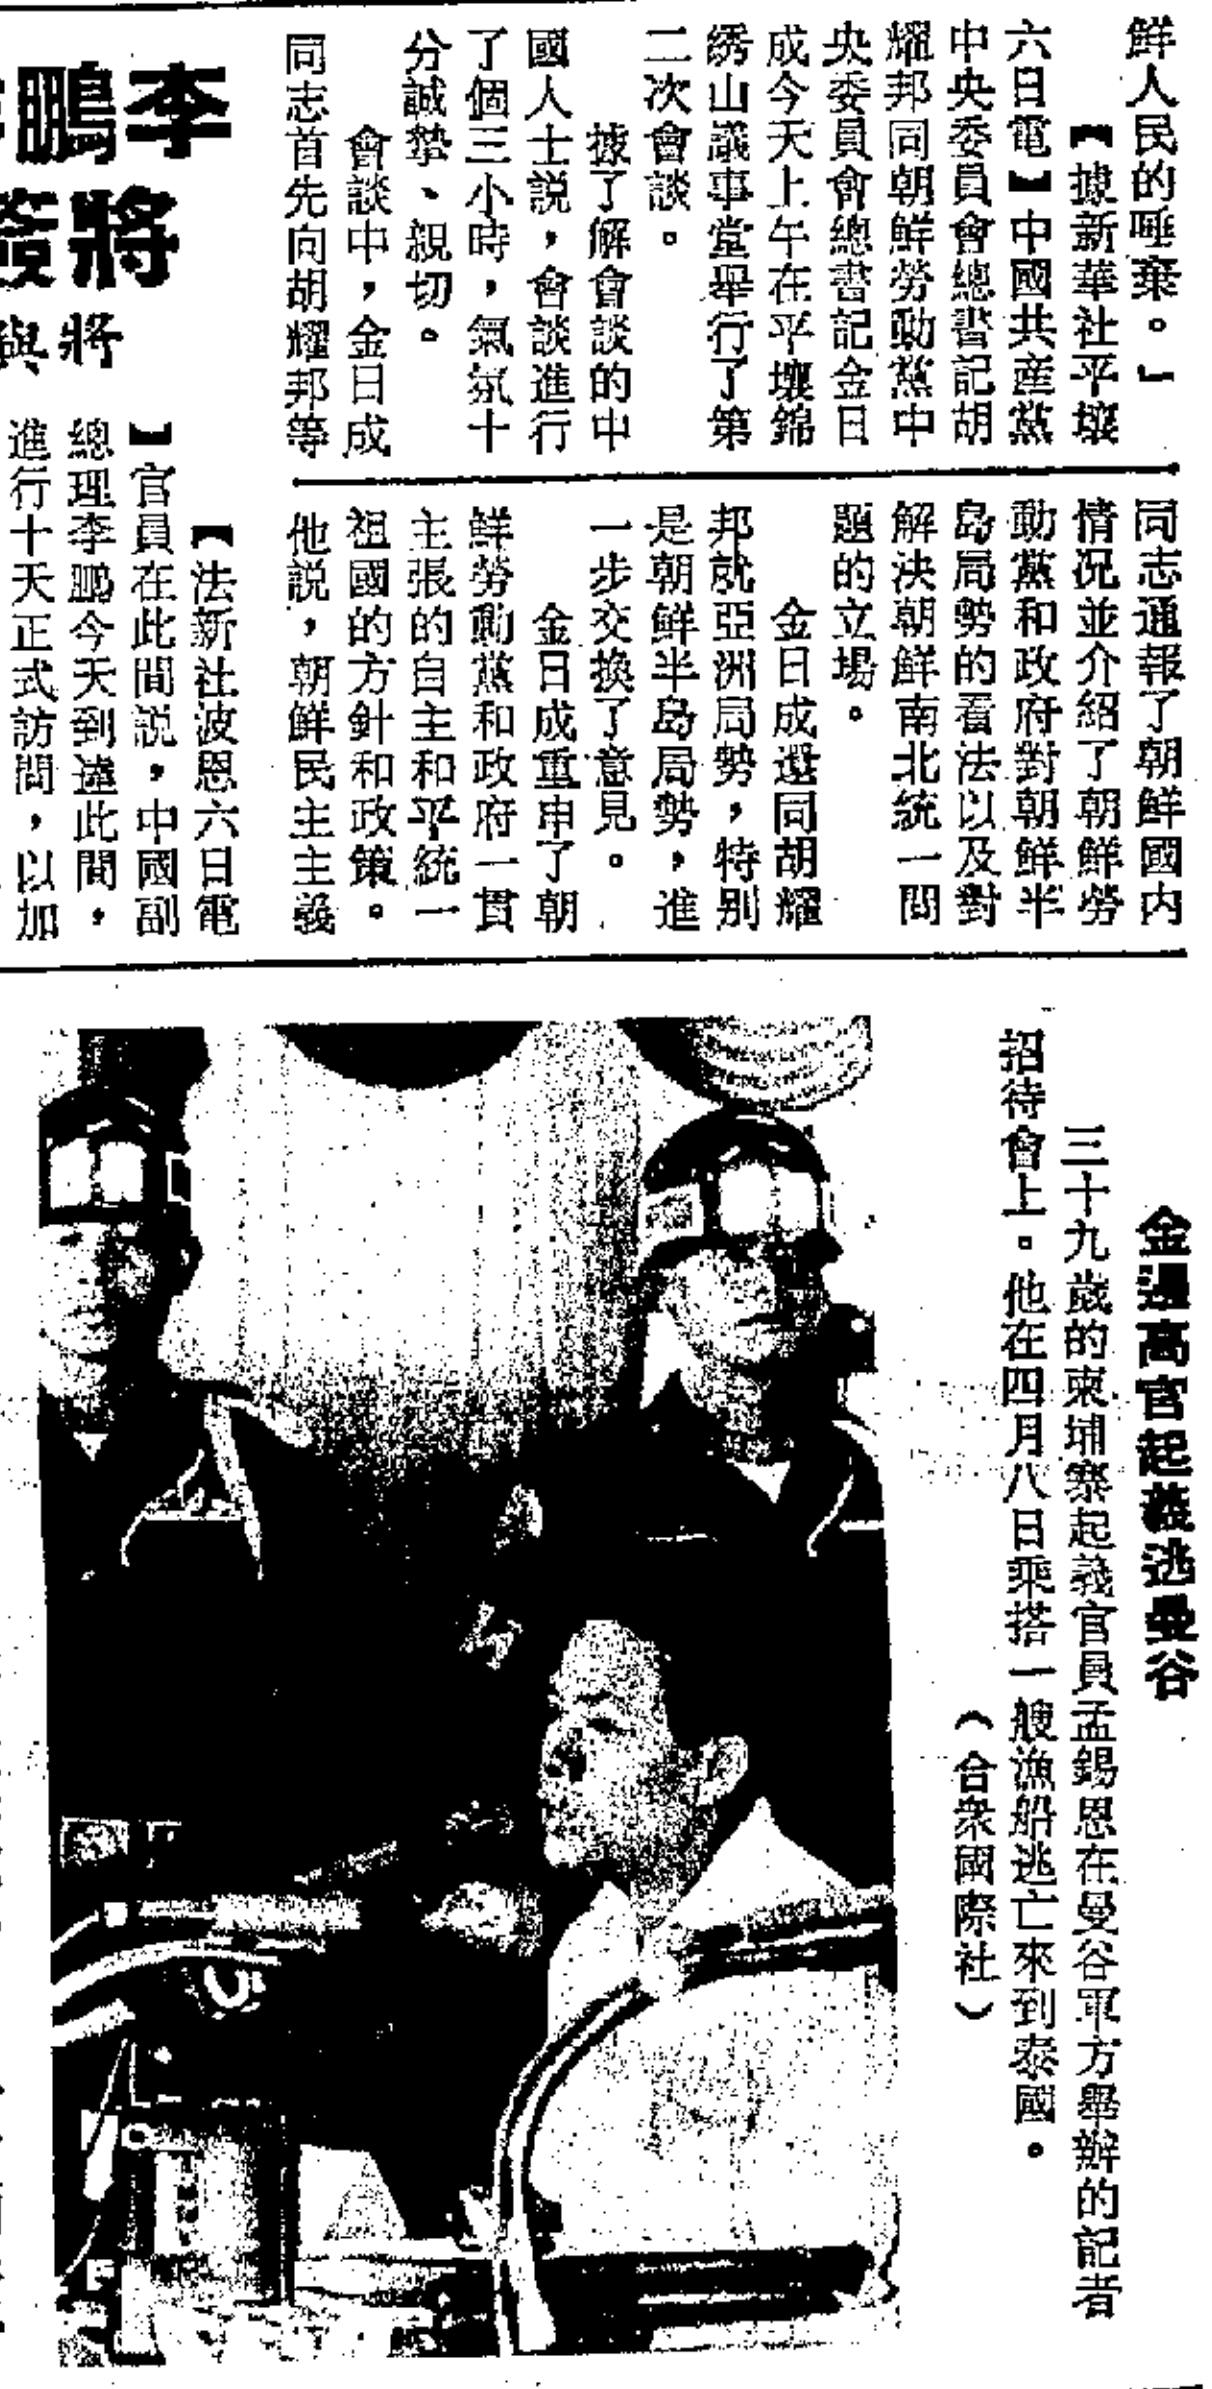 鮮人民的唾棄。」
【據新華社平壤
六日電】中國共産黨
中央委員會總書記胡
耀邦同朝鮮勞動黨中
央委員會總書記金日
成今天上午在平壤錦
綉山議事堂舉行了第
二次會談。
據了解會談的中
國人士説，會談進行
了個三小時，氣氛十
分誠摯、親切。
會談中，金日成
同志首先向胡耀邦等
同志通報了朝鮮國内
情况並介紹了朝鮮勞
動黨和政府對朝鮮半
島局勢的看法以及對
解決朝鮮南北統一問
題的立場。
金日成還同胡耀
邦就亞洲局勢，特别
是朝鮮半島局勢，進
一步交換了意見。
金日成重申了朝
鮮勞動黨和政府一貫
主張的自主和平統一
祖國的方針和政策。
他説，朝鮮民主主義
李鵬
將簽
將與
【法新社波恩六日電
】官員在此間説，中國副
總理李鵬今天到達此間，
進行十天正式訪問，以加
金邊高官起義逃曼谷
三十九歲的柬埔寨起義官員孟錫恩在曼谷軍方舉辦的記者
招待會上。他在四月八日乘搭一艘漁船逃亡來到泰國。
（合衆國際社）